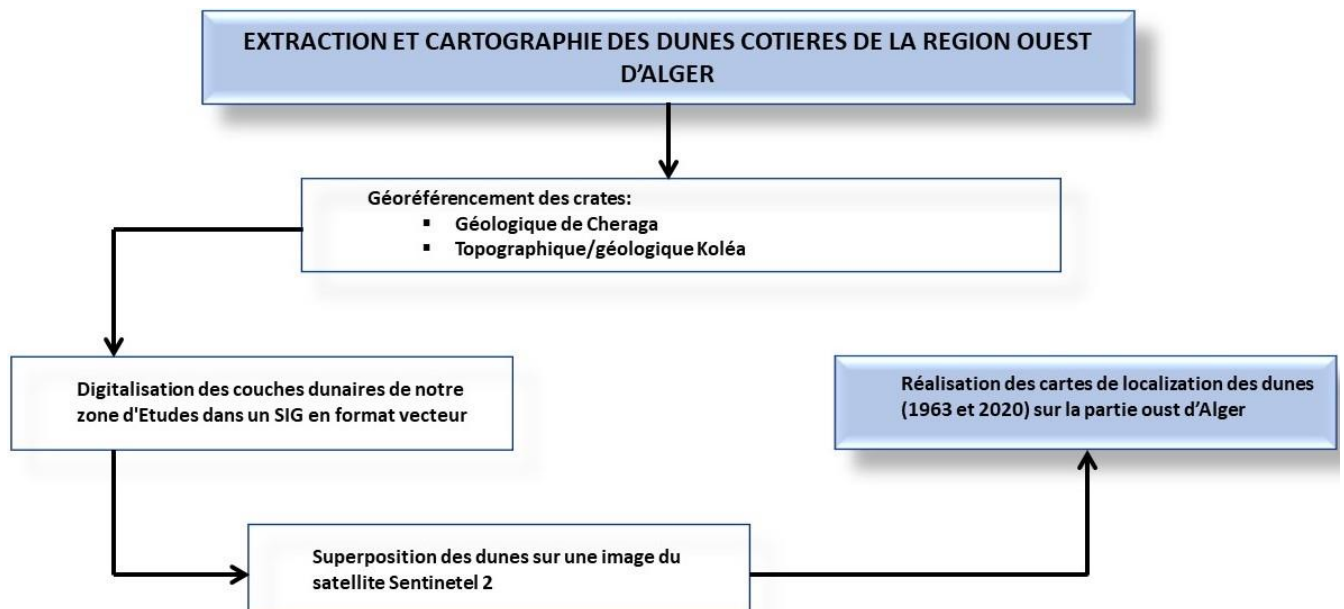 EXTRACTION ET CARTOGRAPHIE DES DUNES COTIERES DE LA REGION OUEST
D’ALGER
Géoréférencement des crates:
▪ Géologique de Cheraga
▪ Topographique/géologique Koléa
Digitalisation des couches dunaires de notre
zone d'Etudes dans un SIG en format vecteur
Réalisation des cartes de localization des dunes
(1963 et 2020) sur la partie oust d’Alger
Superposition des dunes sur une image du
satellite Sentinetel 2